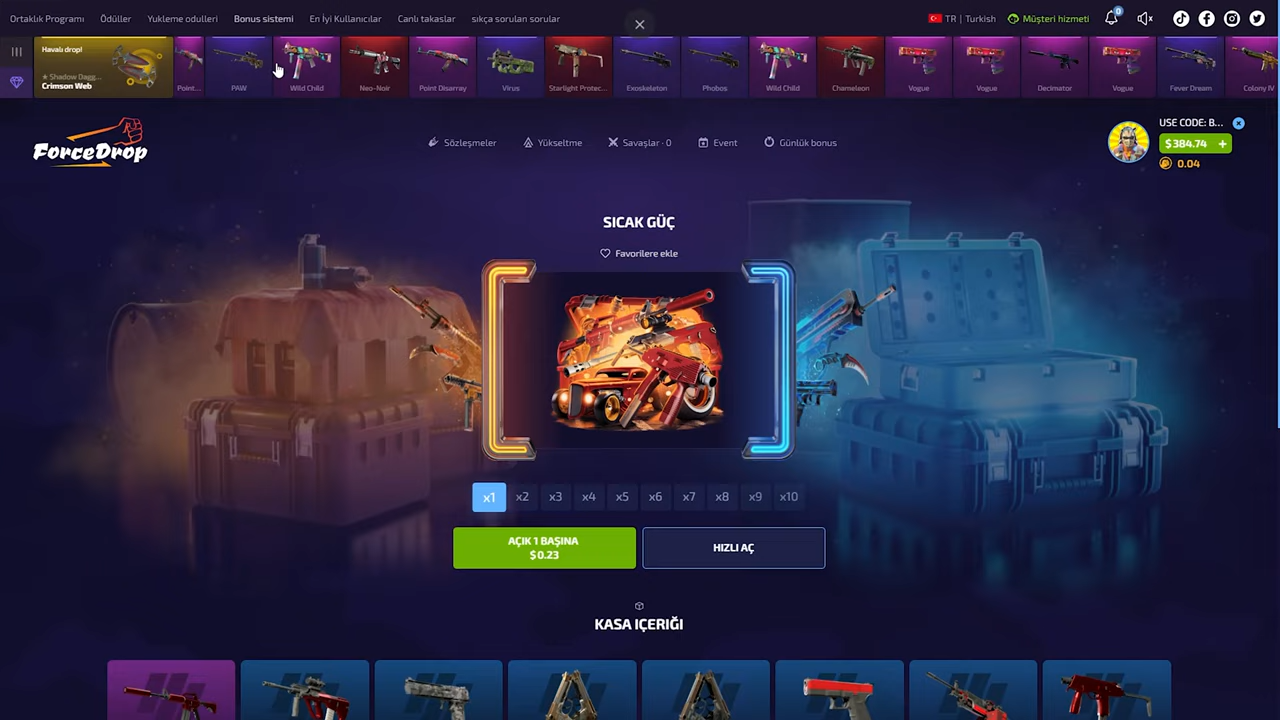 Ortaklık Programı Ödüller Yukleme odulleri Bonus sistemi En İyi Kullanıcılar Canlı takaslar sıkça sorulan sorular
TR | Turkish Müşteri hizmeti 0
Havalı drop!
★ Shadow Dagg...
Crimson Web
Point... PAW Wild Child Neo-Noir Point Disarray Virus Starlight Protec... Exoskeleton Phobos Wild Child Chameleon Vogue Vogue Decimator Vogue Fever Dream Colony IV
ForceDrop
Sözleşmeler Yükseltme Savaşlar · 0 Event Günlük bonus
USE CODE: B...
$384.74 +
0.04
SICAK GÜÇ
Favorilere ekle
x1 x2 x3 x4 x5 x6 x7 x8 x9 x10
AÇIK 1 BAŞINA
$0.23
HIZLI AÇ
KASA IÇERIĞI